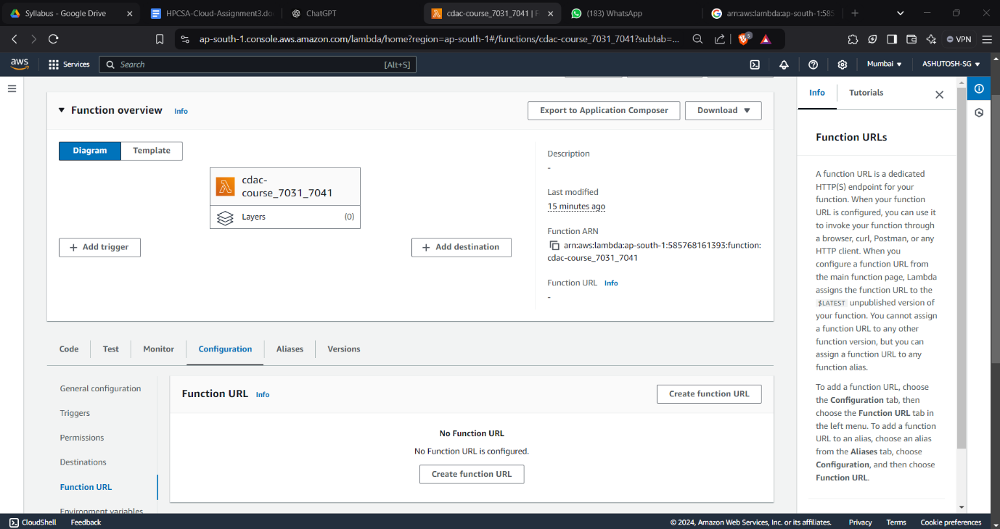 Syllabus - Google Drive
HPCSA-Cloud-Assignment3.do
ChatGPT
cdac-course_7031_7041 | F
(183) WhatsApp
arn:aws:lambda:ap-south-1:585
ap-south-1.console.aws.amazon.com/lambda/home?region=ap-south-1#/functions/cdac-course_7031_7041?subtab=...
5
VPN
aws
Services
Search
[Alt+S]
Mumbai
ASHUTOSH-SG
Function overview
Info
Export to Application Composer
Download
Diagram
Template
cdac-
course_7031_7041
Layers
(0)
+ Add trigger
+ Add destination
Description
-
Last modified
15 minutes ago
Function ARN
arn:aws:lambda:ap-south-1:585768161393:function:
cdac-course_7031_7041
Function URL
Info
-
Code
Test
Monitor
Configuration
Aliases
Versions
General configuration
Triggers
Permissions
Destinations
Function URL
Environment variables
Function URL
Info
Create function URL
No Function URL
No Function URL is configured.
Create function URL
Info
Tutorials
Function URLs
A function URL is a dedicated
HTTP(S) endpoint for your
function. When your function
URL is configured, you can use it
to invoke your function through
a browser, curl, Postman, or any
HTTP client. When you
configure a function URL from
the main function page, Lambda
assigns the function URL to the
$LATEST unpublished version of
your function. You cannot assign
a function URL to any other
function version, but you can
assign a function URL to any
function alias.
To add a function URL, choose
the Configuration tab, then
choose the Function URL tab in
the left menu. To add a function
URL to an alias, choose an alias
from the Aliases tab, choose
Configuration, and then choose
Function URL.
CloudShell
Feedback
© 2024, Amazon Web Services, Inc. or its affiliates.
Privacy
Terms
Cookie preferences